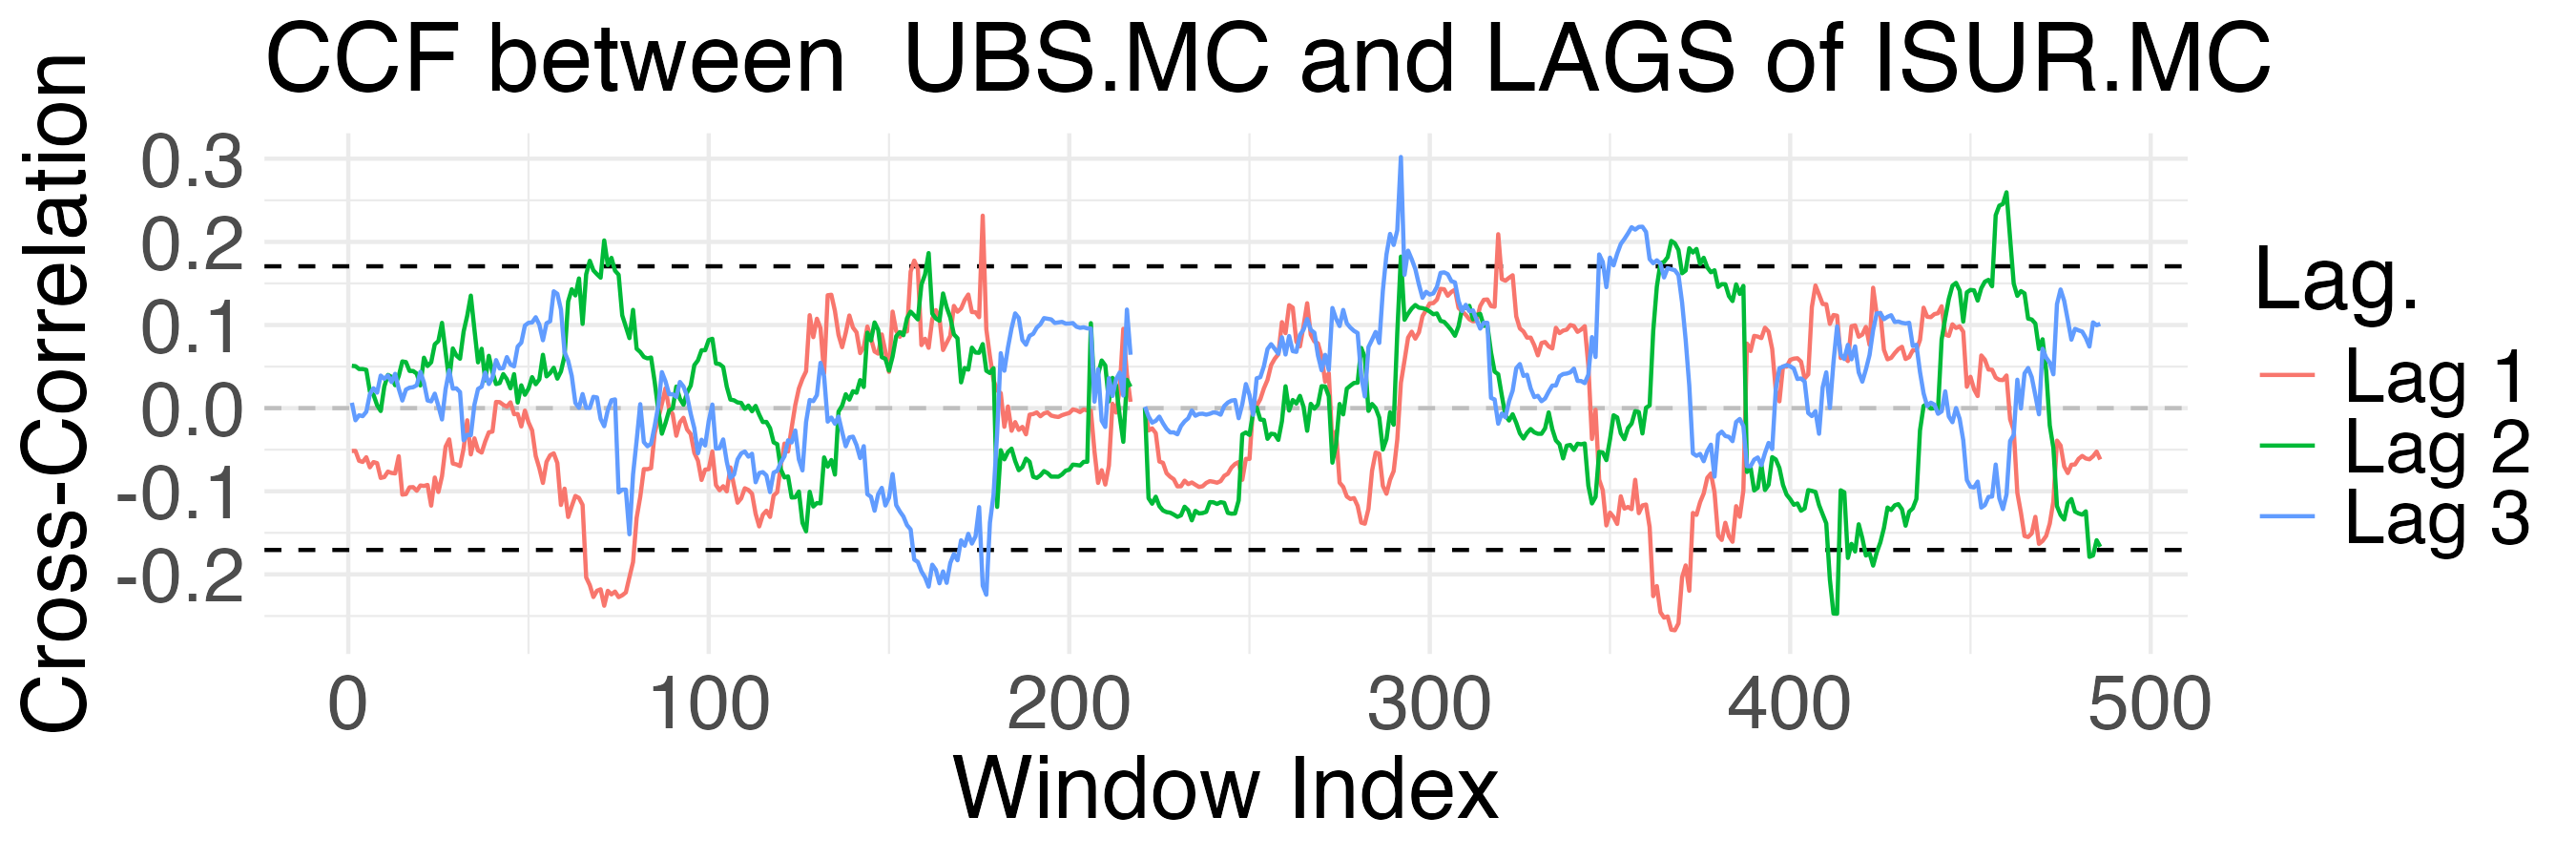 CCF between  UBS.MC and LAGS of ISUR.MC
Cross-Correlation
0.3
0.2
0.1
0.0
-0.1
-0.2
0 100 200 300 400 500
Window Index
Lag.
Lag 1
Lag 2
Lag 3